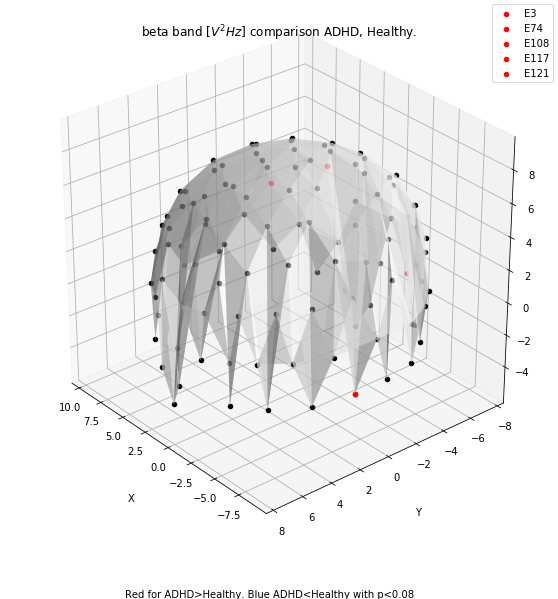 E3
E74
E108
E117
E121
beta band [V²Hz] comparison ADHD, Healthy.
8
6
4
2
0
−2
−4
10.0
7.5
5.0
2.5
0.0
−2.5
−5.0
−7.5
X
8
6
4
2
0
−2
−4
−6
−8
Y
Red for ADHD>Healthy. Blue ADHD<Healthy with p<0.08